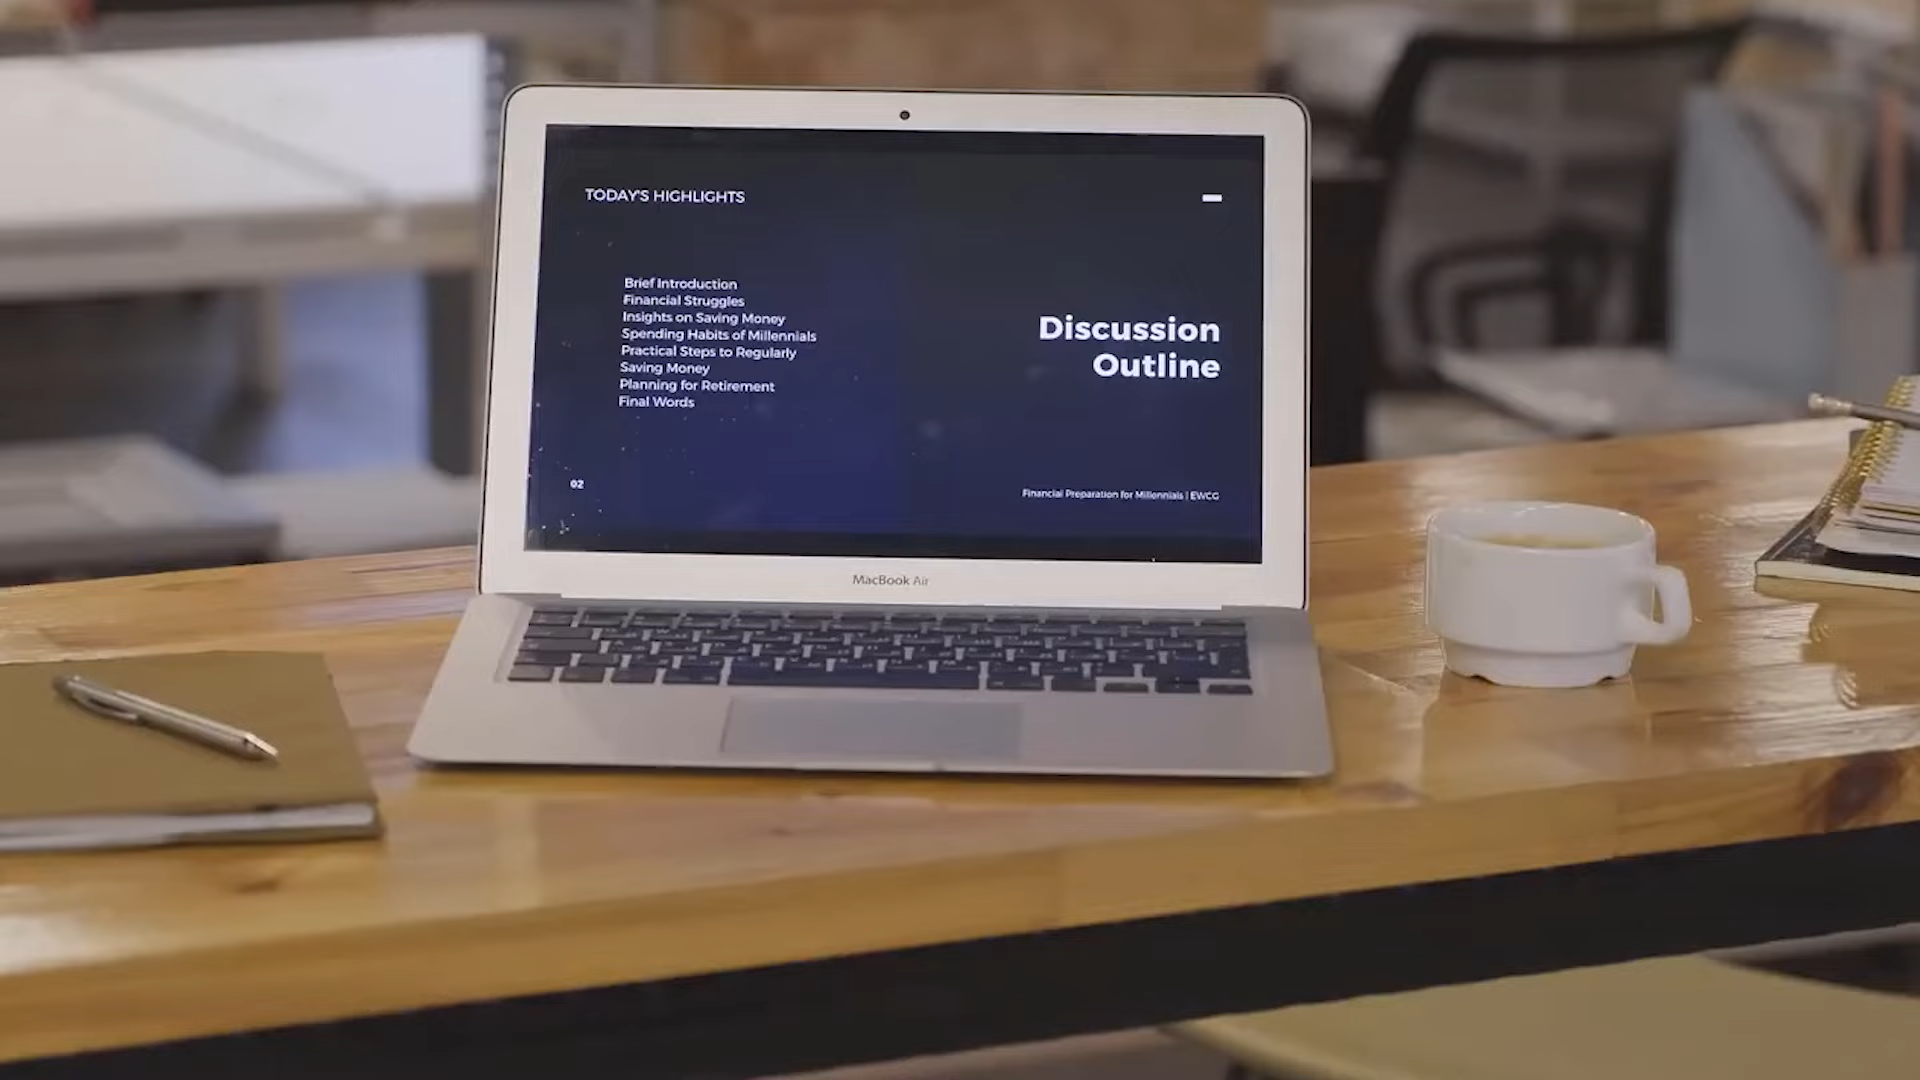 TODAY'S HIGHLIGHTS
Brief Introduction
Financial Struggles
Insights on Saving Money
Spending Habits of Millennials
Practical Steps to Regularly
Saving Money
Planning for Retirement
Final Words
Discussion
Outline
02
Financial Preparation for Millennials | EWCG
MacBook Air